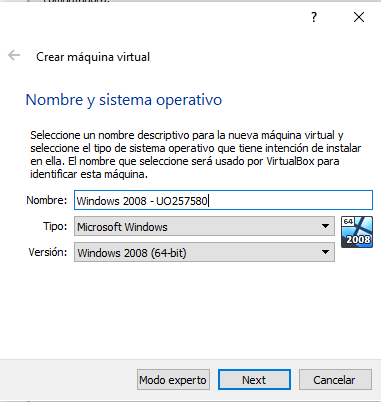 ?
Crear máquina virtual
Nombre y sistema operativo
Seleccione un nombre descriptivo para la nueva máquina virtual y
seleccione el tipo de sistema operativo que tiene intención de instalar
en ella. El nombre que seleccione será usado por VirtualBox para
identificar esta máquina.
Nombre: Windows 2008 - UO257580
Tipo: Microsoft Windows
64
2008
Versión: Windows 2008 (64-bit)
Modo experto Next Cancelar